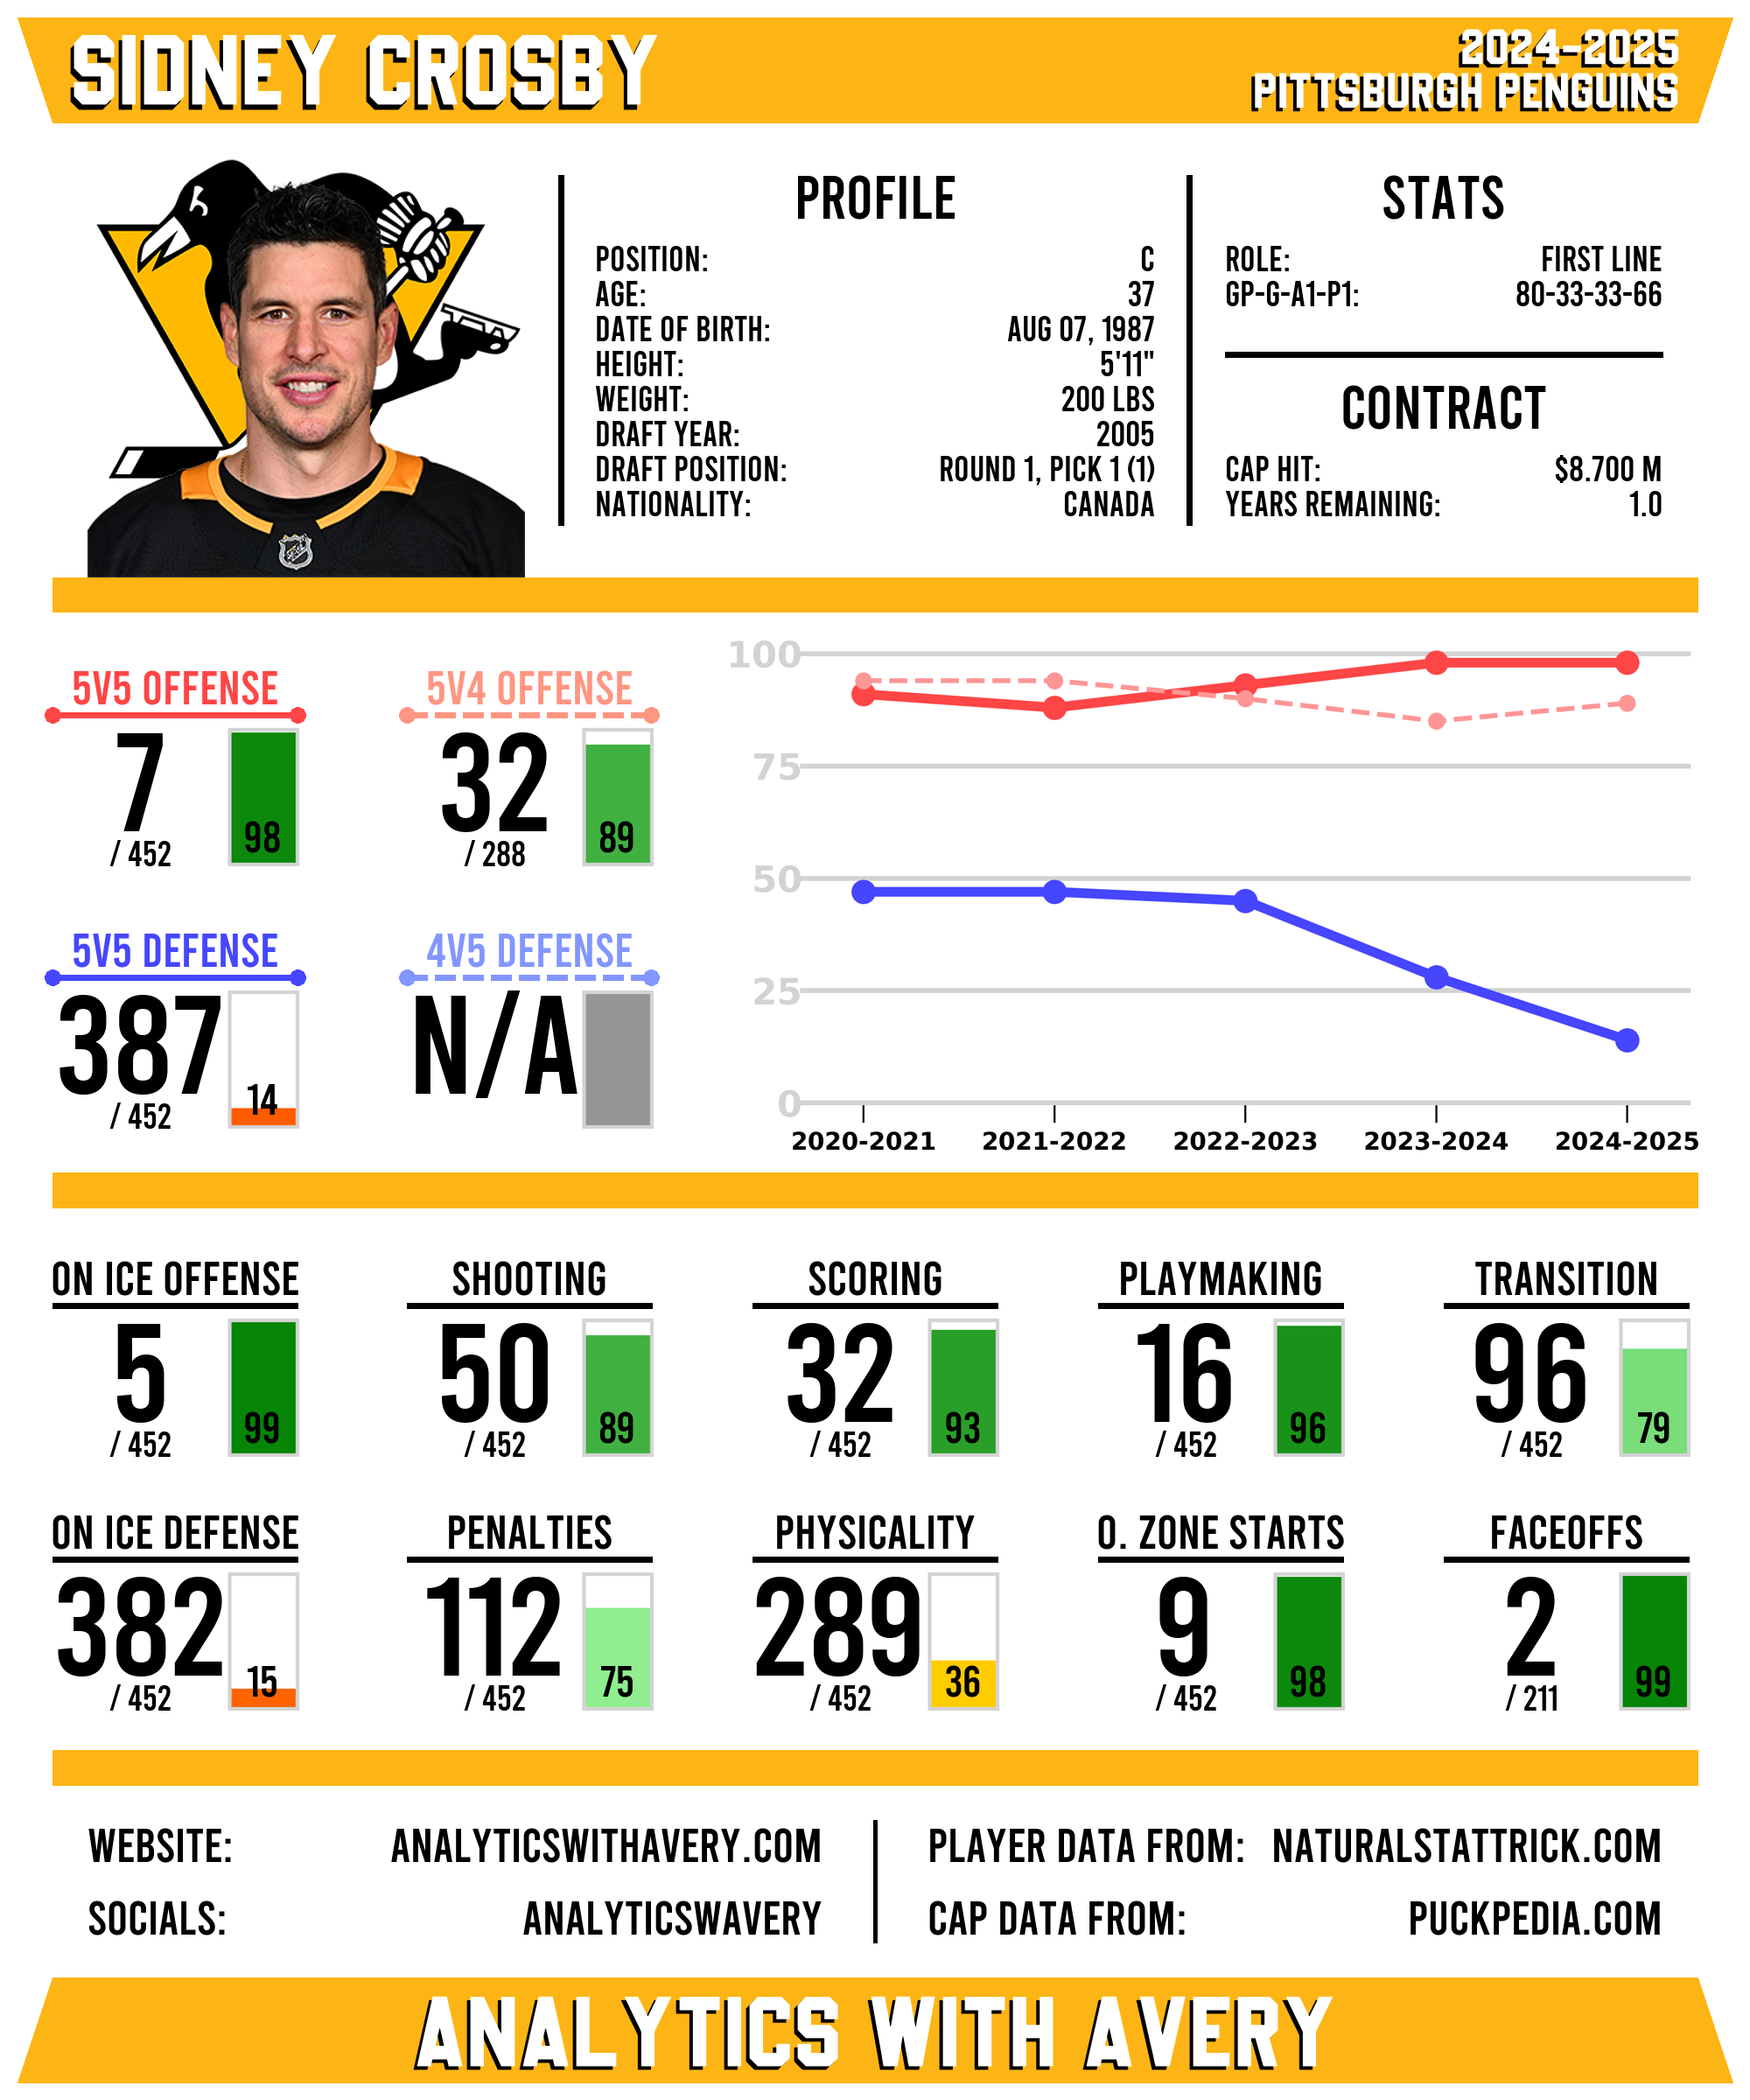 SIDNEY CROSBY
2024-2025
PITTSBURGH PENGUINS
PROFILE
POSITION: C
AGE: 37
DATE OF BIRTH: AUG 07, 1987
HEIGHT: 5'11"
WEIGHT: 200 LBS
DRAFT YEAR: 2005
DRAFT POSITION: ROUND 1, PICK 1 (1)
NATIONALITY: CANADA
STATS
ROLE: FIRST LINE
GP-G-A1-P1: 80-33-33-66
CONTRACT
CAP HIT: $8.700 M
YEARS REMAINING: 1.0
5V5 OFFENSE
7
/ 452
98
5V4 OFFENSE
32
/ 288
89
5V5 DEFENSE
387
/ 452
14
4V5 DEFENSE
N/A
100
75
50
25
0
2020-2021 2021-2022 2022-2023 2023-2024 2024-2025
ON ICE OFFENSE
5
/ 452
99
SHOOTING
50
/ 452
89
SCORING
32
/ 452
93
PLAYMAKING
16
/ 452
96
TRANSITION
96
/ 452
79
ON ICE DEFENSE
382
/ 452
15
PENALTIES
112
/ 452
75
PHYSICALITY
289
/ 452
36
O. ZONE STARTS
9
/ 452
98
FACEOFFS
2
/ 211
99
WEBSITE: ANALYTICSWITHAVERY.COM
SOCIALS: ANALYTICSWAVERY
PLAYER DATA FROM: NATURALSTATTRICK.COM
CAP DATA FROM: PUCKPEDIA.COM
ANALYTICS WITH AVERY